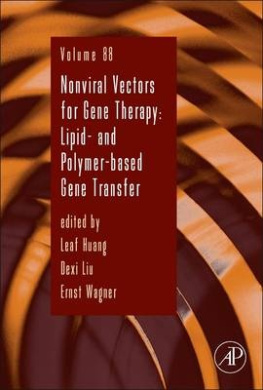 Volume 88
Nonviral Vectors
for Gene Therapy:
Lipid- and
Polymer-based
Gene Transfer
edited by
Leaf Huang
Dexi Liu
Ernst Wagner
AP